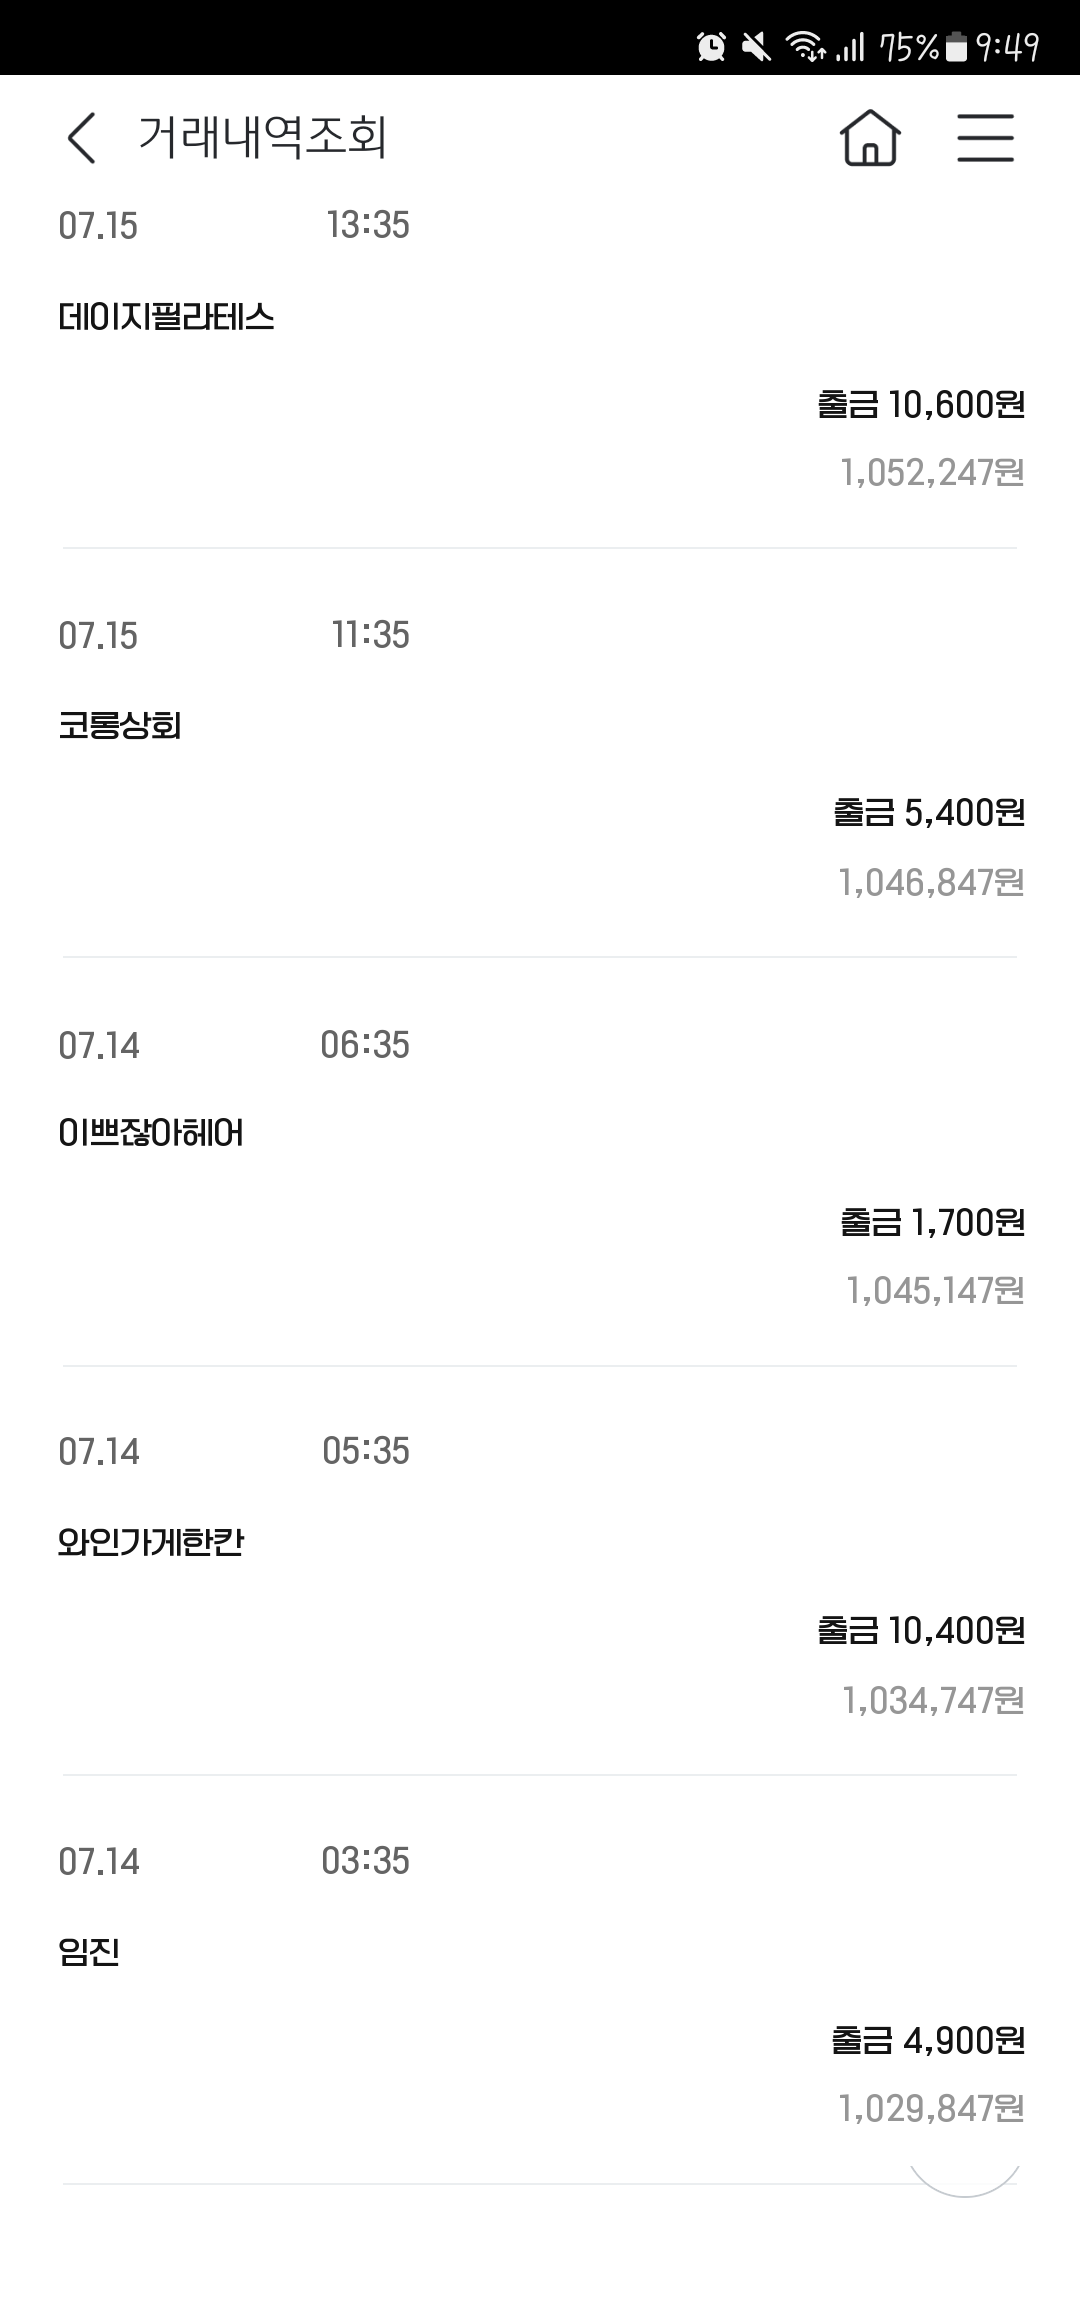 75% 9:49
거래내역조회
07.15 13:35
데이지필라테스
출금 10,600원
1,052,247원
07.15 11:35
코롱상회
출금 5,400원
1,046,847원
07.14 06:35
이쁘잖아헤어
출금 1,700원
1,045,147원
07.14 05:35
와인가게한칸
출금 10,400원
1,034,747원
07.14 03:35
임진
출금 4,900원
1,029,847원